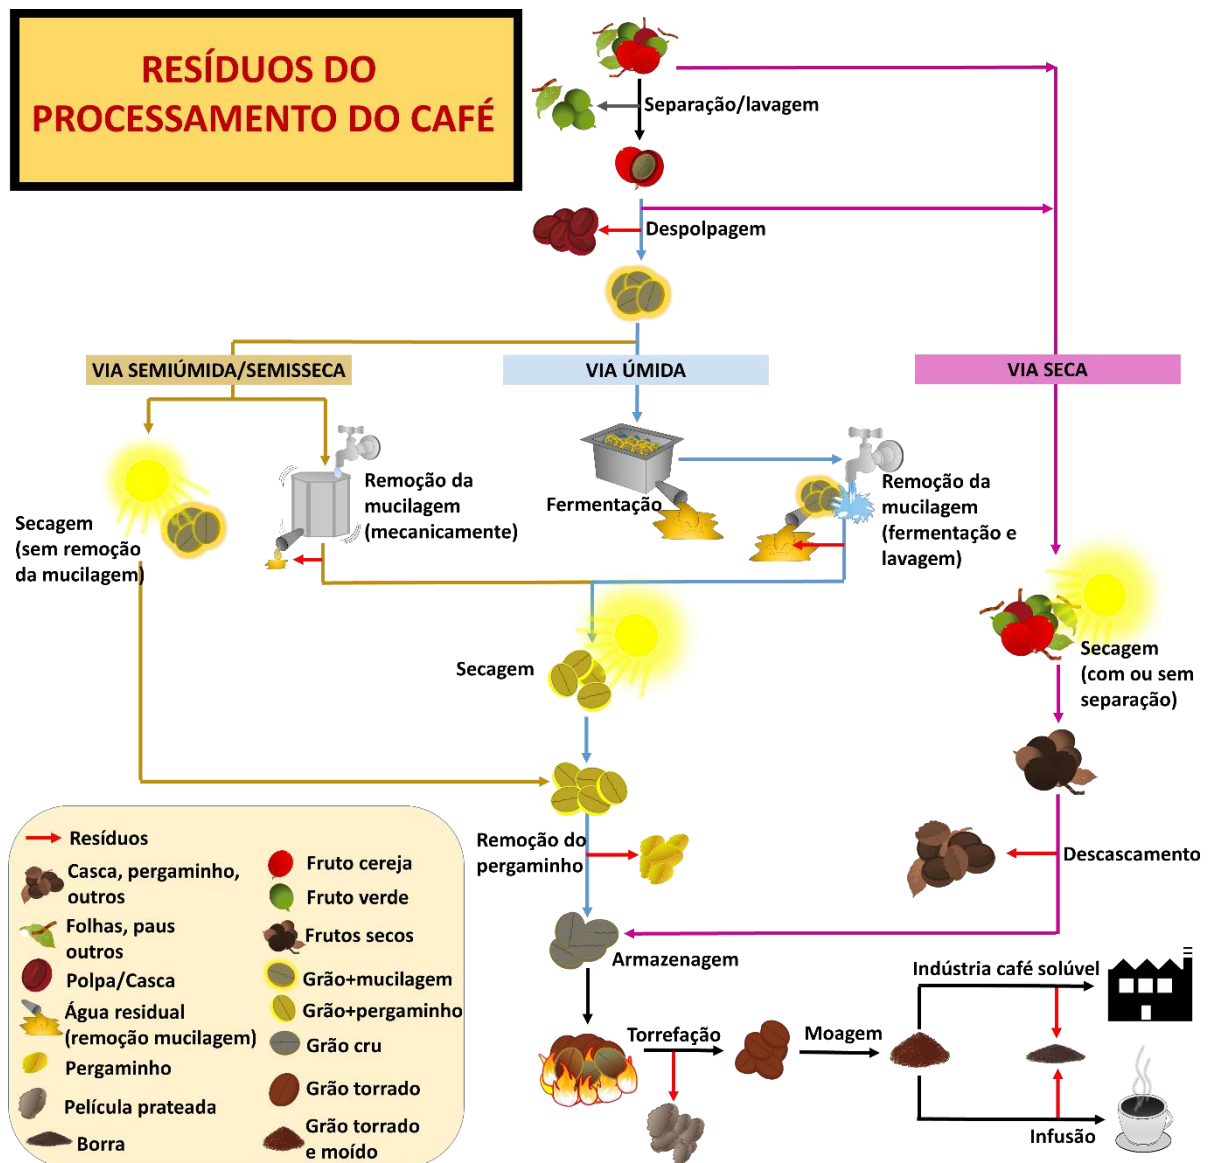 RESÍDUOS DO
PROCESSAMENTO DO CAFÉ
Separação/lavagem
Despolpagem
VIA SEMIÚMIDA/SEMISSECA
VIA ÚMIDA
VIA SECA
Secagem
(sem remoção
da mucilagem)
Remoção da
mucilagem
(mecanicamente)
Fermentação
Remoção da
mucilagem
(fermentação e
lavagem)
Secagem
Secagem
(com ou sem
separação)
Remoção do
pergaminho
Descascamento
Armazenagem
Torrefação
Moagem
Indústria café solúvel
Infusão
Resíduos
Casca, pergaminho,
outros
Folhas, paus
outros
Polpa/Casca
Água residual
(remoção mucilagem)
Pergaminho
Película prateada
Borra
Fruto cereja
Fruto verde
Frutos secos
Grão+mucilagem
Grão+pergaminho
Grão cru
Grão torrado
Grão torrado
e moído